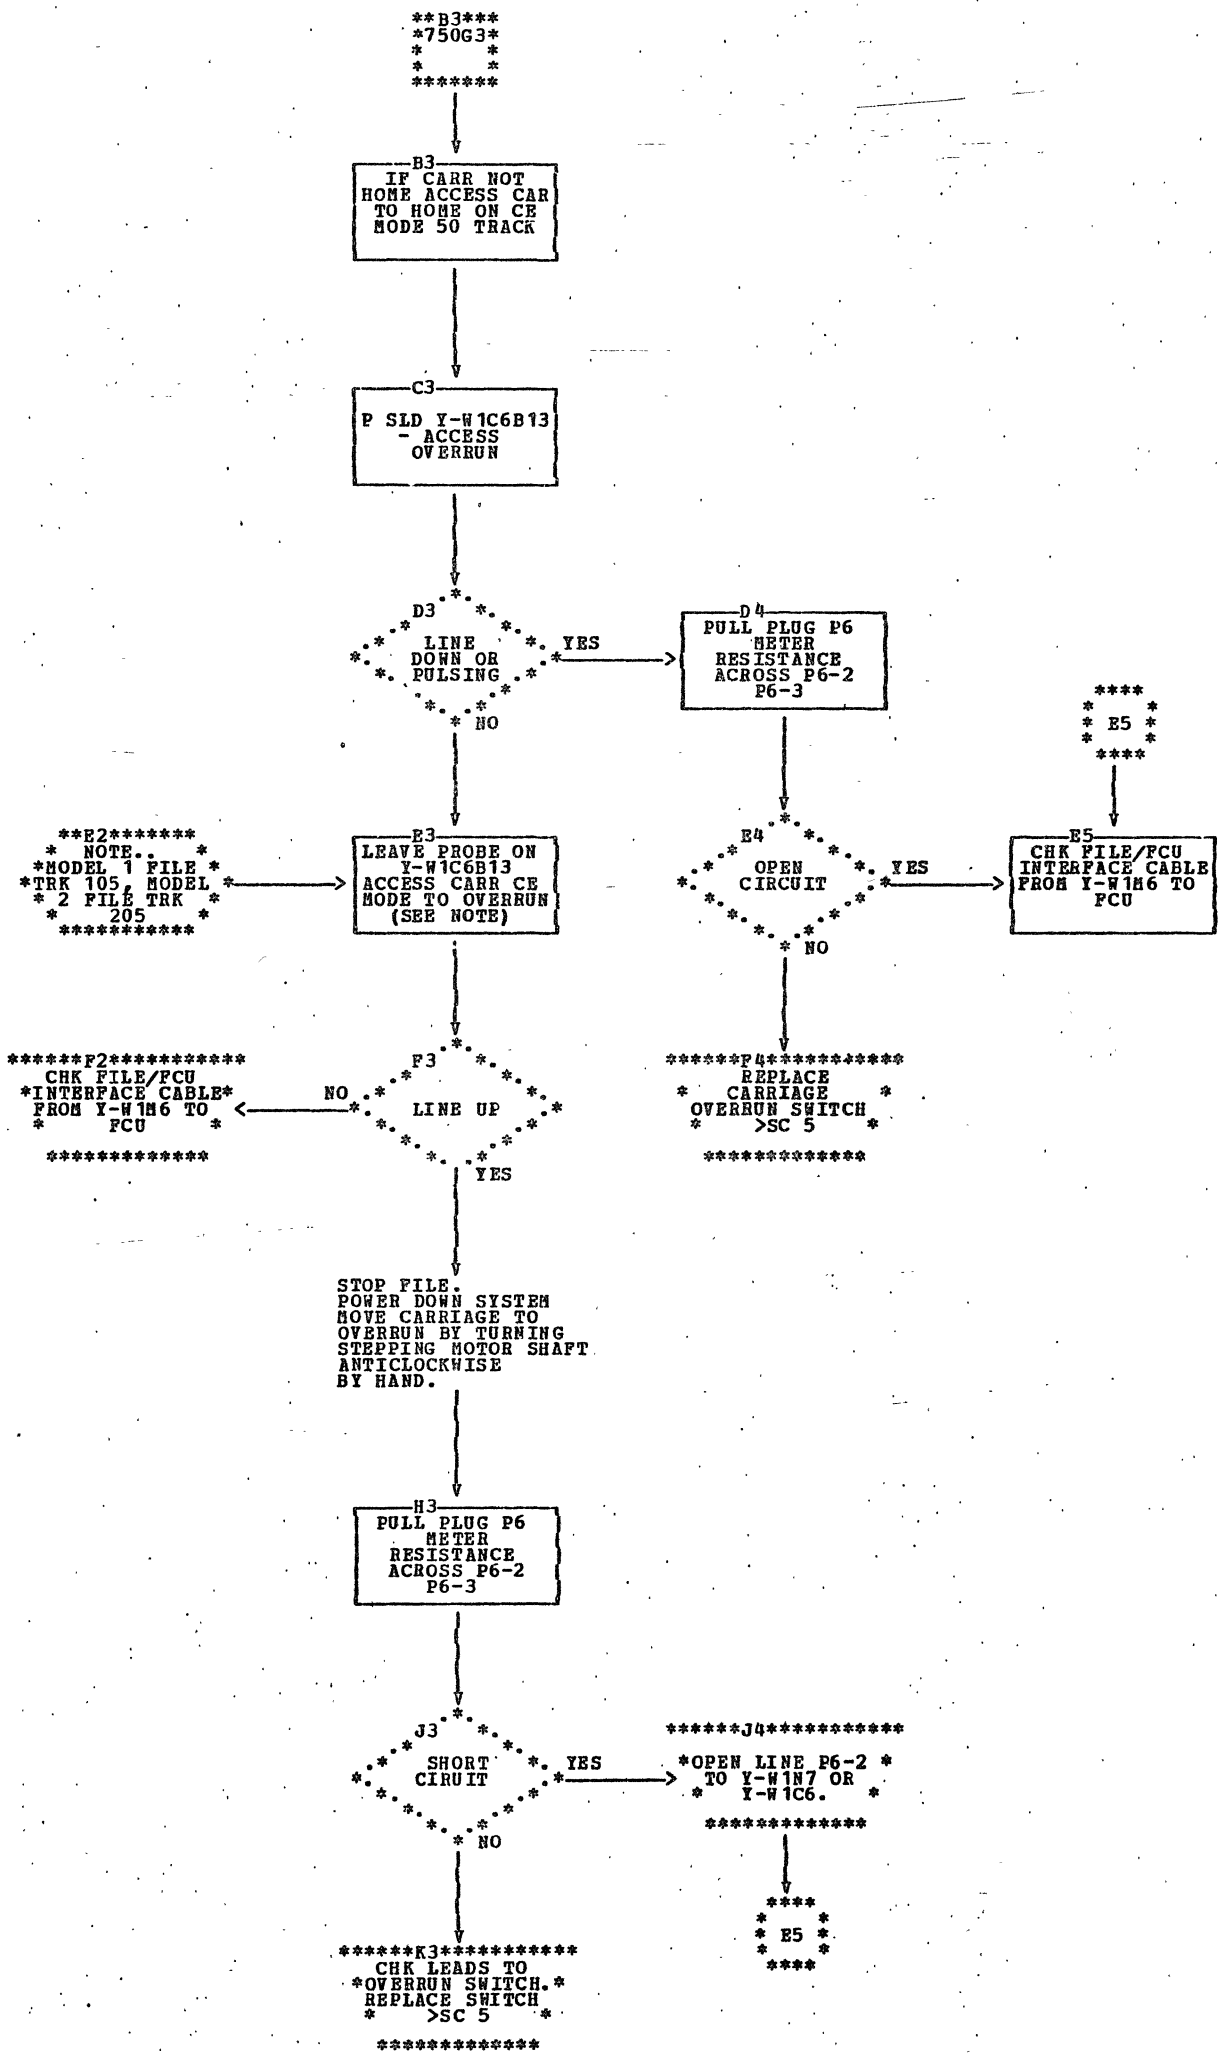 **B3***
*750G3*
* *
* *
*******
B3
IF CARR NOT
HOME ACCESS CAR
TO HOME ON CE
MODE 50 TRACK
C3
P SLD Y-W1C6B13
- ACCESS
OVERRUN
D3
LINE
DOWN OR
PULSING
YES
NO
D4
PULL PLUG P6
METER
RESISTANCE
ACROSS P6-2
P6-3
****
* *
* E5 *
* *
****
**E2*******
* NOTE.. *
*MODEL 1 FILE *
*TRK 105, MODEL *
* 2 FILE TRK *
* 205 *
***********
E3
LEAVE PROBE ON
Y-W1C6B13
ACCESS CARR CE
MODE TO OVERRUN
(SEE NOTE)
E4
OPEN
CIRCUIT
YES
NO
E5
CHK FILE/FCU
INTERFACE CABLE
FROM Y-W1M6 TO
FCU
******F2***********
CHK FILE/FCU
*INTERFACE CABLE*
FROM Y-W1M6 TO
* FCU *
*************
F3
LINE UP
NO
YES
******F4***********
REPLACE
* CARRIAGE *
OVERRUN SWITCH
* >SC 5 *
*************
STOP FILE.
POWER DOWN SYSTEM
MOVE CARRIAGE TO
OVERRUN BY TURNING
STEPPING MOTOR SHAFT
ANTICLOCKWISE
BY HAND.
H3
PULL PLUG P6
METER
RESISTANCE
ACROSS P6-2
P6-3
J3
SHORT
CIRUIT
YES
NO
******J4***********
*OPEN LINE P6-2 *
TO Y-W1N7 OR
* Y-W1C6. *
*************
****
* *
* E5 *
* *
****
******K3***********
CHK LEADS TO
*OVERRUN SWITCH.*
REPLACE SWITCH
* >SC 5 *
*************